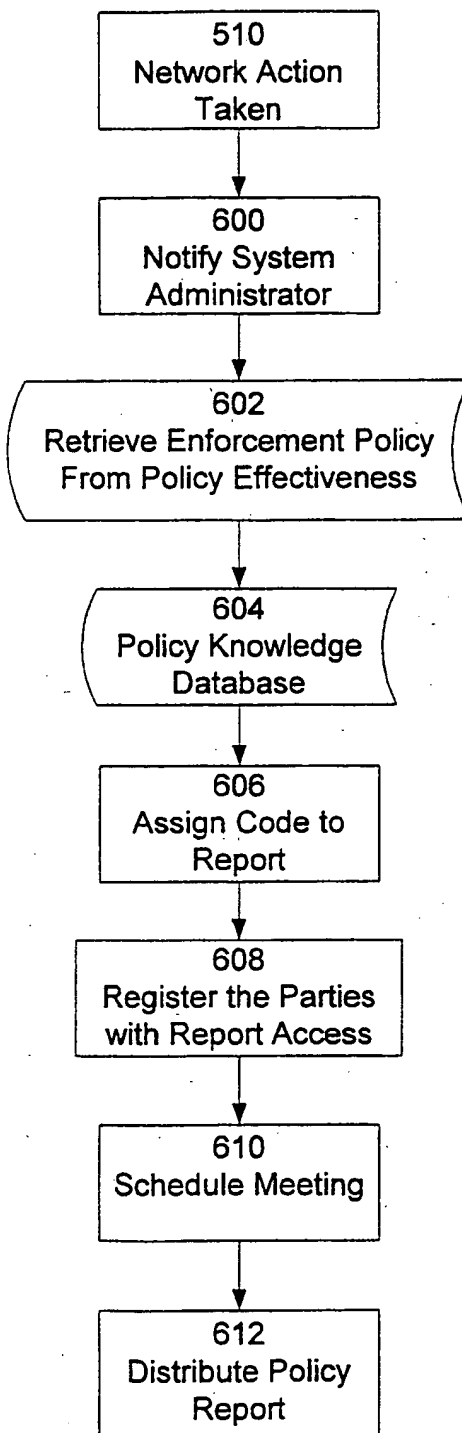 510
Network Action
Taken
600
Notify System
Administrator
602
Retrieve Enforcement Policy
From Policy Effectiveness
604
Policy Knowledge
Database
606
Assign Code to
Report
608
Register the Parties
with Report Access
610
Schedule Meeting
612
Distribute Policy
Report